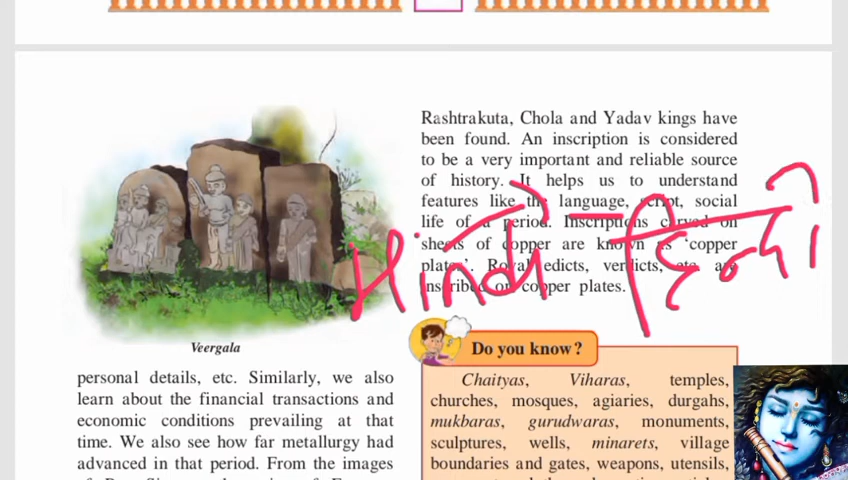 Rashtrakuta, Chola and Yadav kings have
been found. An inscription is considered
to be a very important and reliable source
of history. It helps us to understand
features like the language, script, social
life of a period. Inscriptions carved on
sheets of copper are known as ‘copper
plates’. Royal edicts, verdicts, etc. are
inscribed on copper plates.
हिन्दी
Veergala
personal details, etc. Similarly, we also
learn about the financial transactions and
economic conditions prevailing at that
time. We also see how far metallurgy had
advanced in that period. From the images
Do you know?
Chaityas, Viharas, temples,
churches, mosques, agiaries, durgahs,
mukbaras, gurudwaras, monuments,
sculptures, wells, minarets, village
boundaries and gates, weapons, utensils,